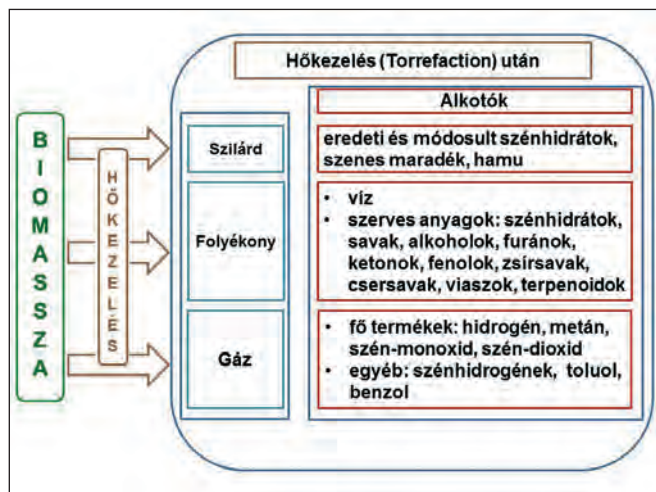 Hőkezelés (Torrefaction) után
Alkotók
BIOMASSZA
HŐKEZELÉS
Szilárd
eredeti és módosult szénhidrátok,
szenes maradék, hamu
Folyékony
• víz
• szerves anyagok: szénhidrátok,
savak, alkoholok, furánok,
ketonok, fenolok, zsírsavak,
csersavak, viaszok, terpenoidok
Gáz
• fő termékek: hidrogén, metán,
szén-monoxid, szén-dioxid
• egyéb: szénhidrogének, toluol,
benzol